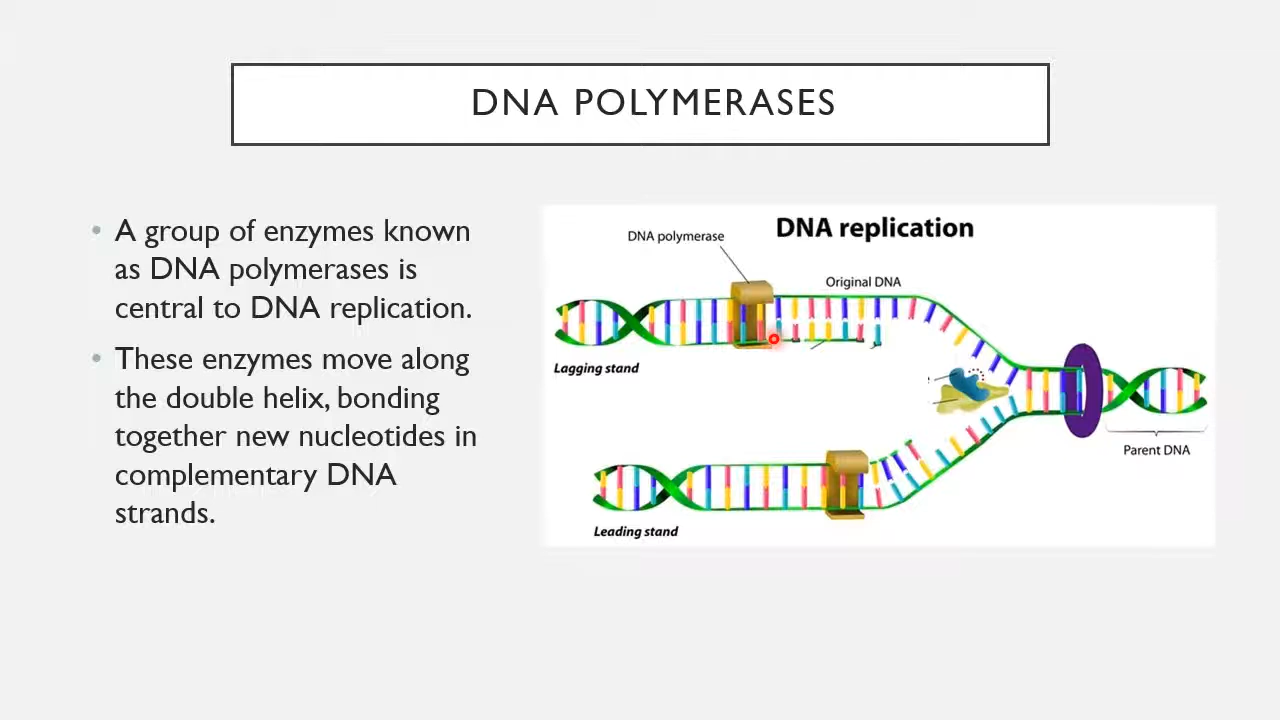 DNA POLYMERASES
• A group of enzymes known
as DNA polymerases is
central to DNA replication.
• These enzymes move along
the double helix, bonding
together new nucleotides in
complementary DNA
strands.
DNA replication
DNA polymerase
Original DNA
Lagging stand
Parent DNA
Leading stand